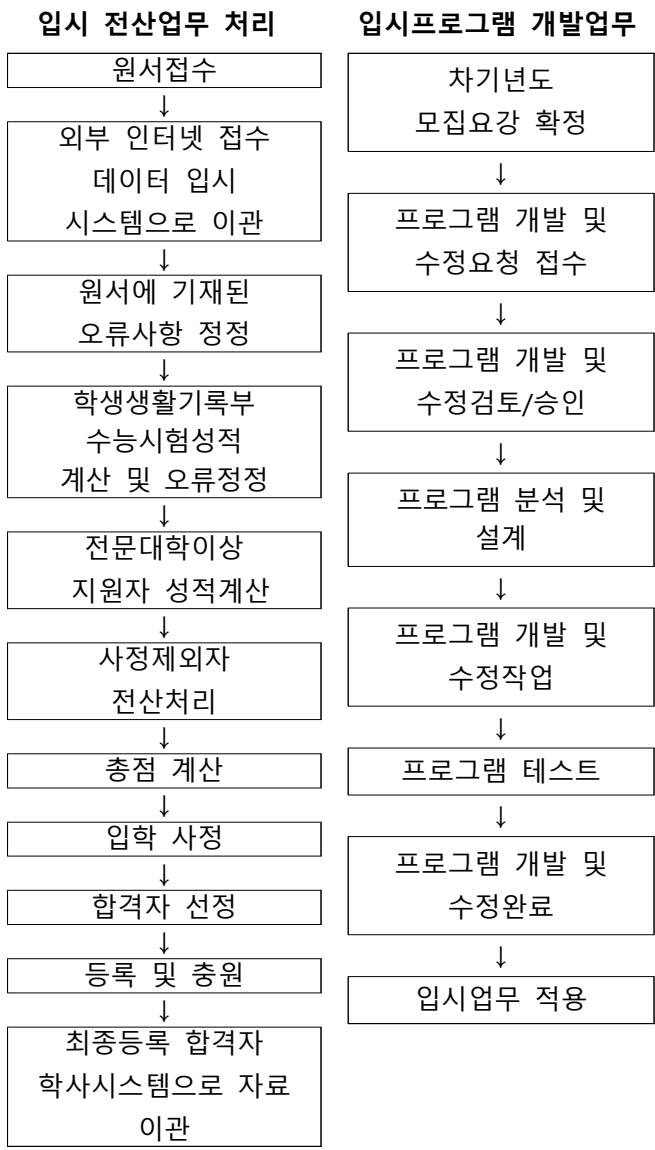 입시 전산업무 처리
원서접수
↓
외부 인터넷 접수
데이터 입시
시스템으로 이관
↓
원서에 기재된
오류사항 정정
↓
학생생활기록부
수능시험성적
계산 및 오류정정
↓
전문대학이상
지원자 성적계산
↓
사정제외자
전산처리
↓
총점 계산
↓
입학 사정
↓
합격자 선정
↓
등록 및 충원
↓
최종등록 합격자
학사시스템으로 자료
이관
입시프로그램 개발업무
차기년도
모집요강 확정
↓
프로그램 개발 및
수정요청 접수
↓
프로그램 개발 및
수정검토/승인
↓
프로그램 분석 및
설계
↓
프로그램 개발 및
수정작업
↓
프로그램 테스트
↓
프로그램 개발 및
수정완료
↓
입시업무 적용